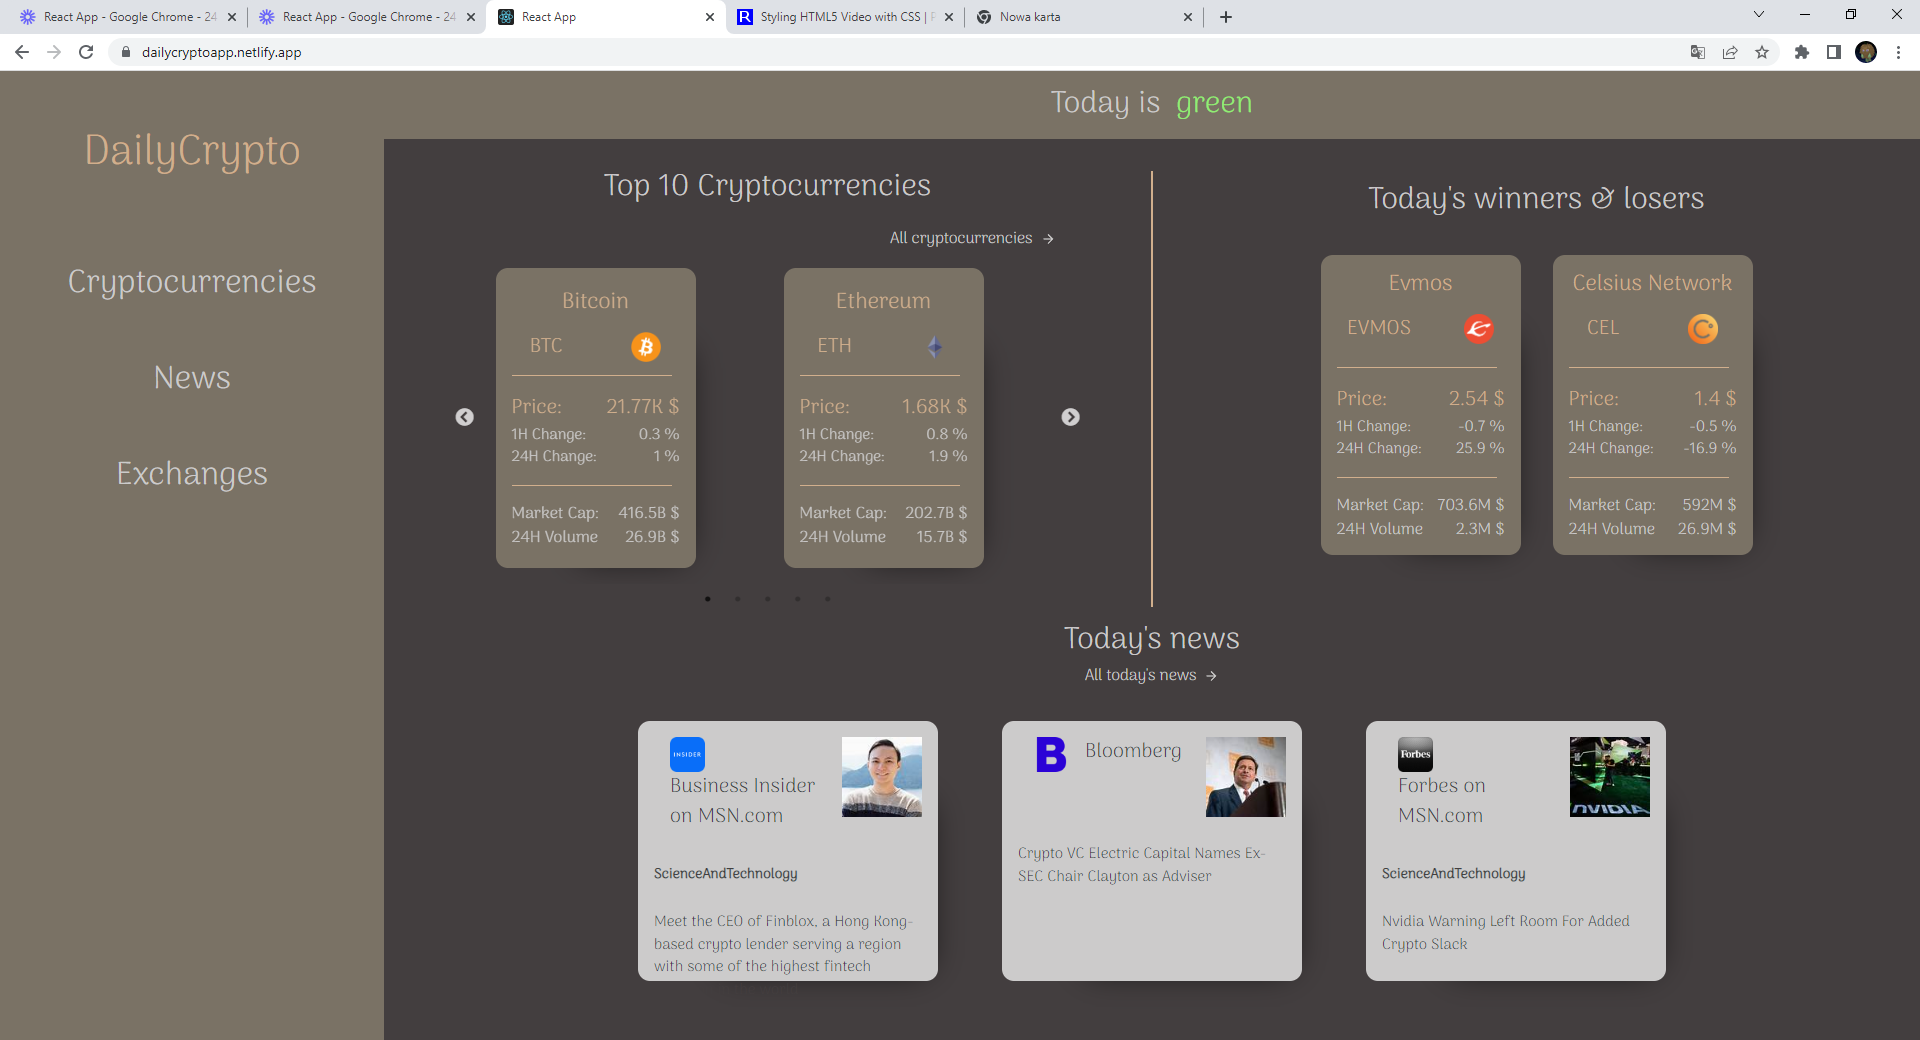 React App - Google Chrome - 24
React App - Google Chrome - 24
React App
Styling HTML5 Video with CSS |
Nowa karta
dailycryptoapp.netlify.app
Today is green
DailyCrypto
Cryptocurrencies
News
Exchanges
Top 10 Cryptocurrencies
All cryptocurrencies →
Bitcoin
BTC
Price: 21.77K $
1H Change: 0.3 %
24H Change: 1 %
Market Cap: 416.5B $
24H Volume 26.9B $
Ethereum
ETH
Price: 1.68K $
1H Change: 0.8 %
24H Change: 1.9 %
Market Cap: 202.7B $
24H Volume 15.7B $
Today's winners & losers
Evmos
EVMOS
Price: 2.54 $
1H Change: -0.7 %
24H Change: 25.9 %
Market Cap: 703.6M $
24H Volume 2.3M $
Celsius Network
CEL
Price: 1.4 $
1H Change: -0.5 %
24H Change: -16.9 %
Market Cap: 592M $
24H Volume 26.9M $
Today's news
All today's news →
INSIDER
Business Insider
on MSN.com
ScienceAndTechnology
Meet the CEO of Finblox, a Hong Kong-
based crypto lender serving a region
with some of the highest fintech
B
Bloomberg
Crypto VC Electric Capital Names Ex-
SEC Chair Clayton as Adviser
Forbes
Forbes on
MSN.com
NVIDIA
ScienceAndTechnology
Nvidia Warning Left Room For Added
Crypto Slack